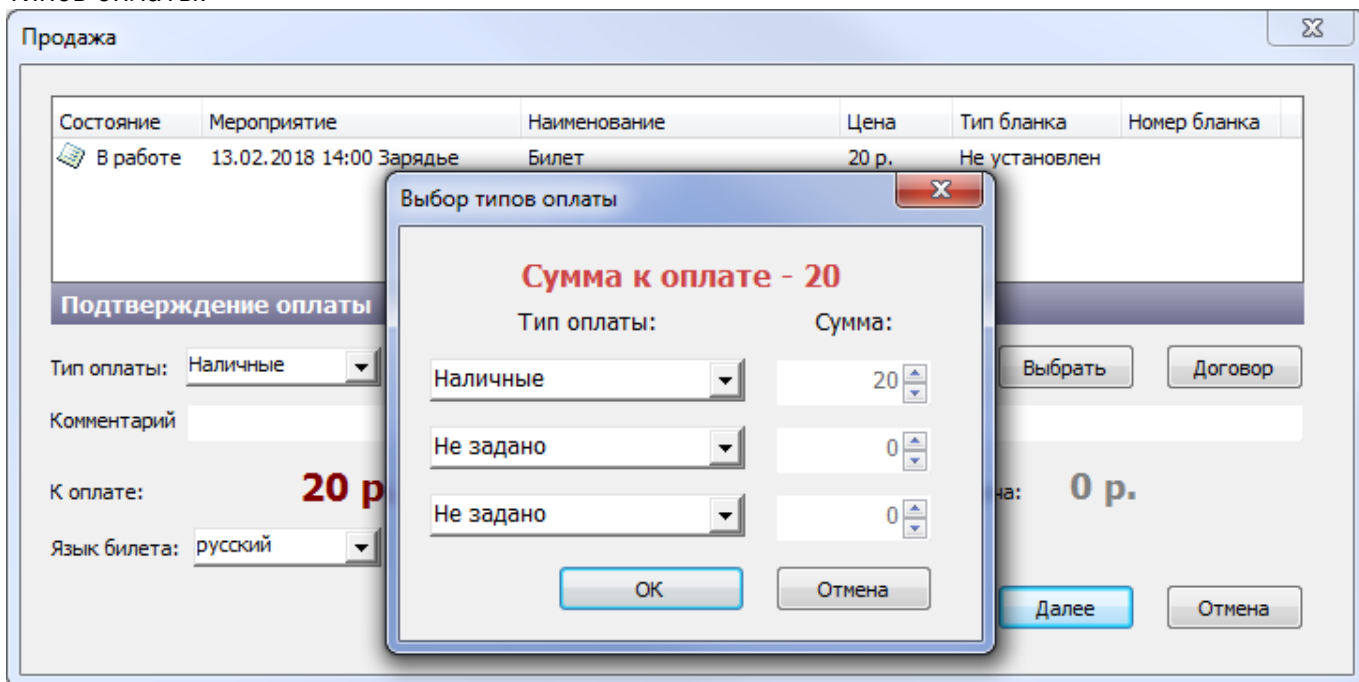 Продажа
Состояние Мероприятие Наименование Цена Тип бланка Номер бланка
В работе 13.02.2018 14:00 Зарядье Билет 20 р. Не установлен
Выбор типов оплаты
Сумма к оплате - 20
Подтверждение оплаты
Тип оплаты: Сумма:
Тип оплаты: Наличные Выбрать Договор
Наличные 20
Комментарий
Не задано 0
К оплате: 20 р 0 р.
Не задано 0
Язык билета: русский
ОК Отмена
Далее Отмена